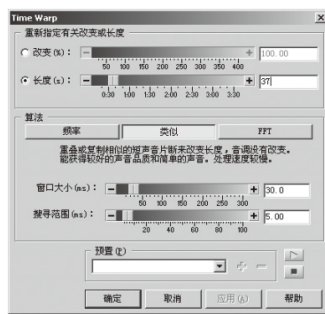 Time Warp
重新指定有关改变或长度
改变(%): 100.00
50 100 150 200 250 300 350 400
长度(s): 37
0:30 1:00 1:30 2:00 2:30 3:00 3:30
算法
频率 类似 FFT
重叠或复制相似的短声音片断来改变长度，音调没有改变。
能获得较好的声音品质和简单的声音。处理速度较慢。
窗口大小(ms): 30.0
50 100 150 200 250 300
搜寻范围(ms): 5.00
20 40 60 80 100
预置(P)
确定 取消 应用(A) 帮助